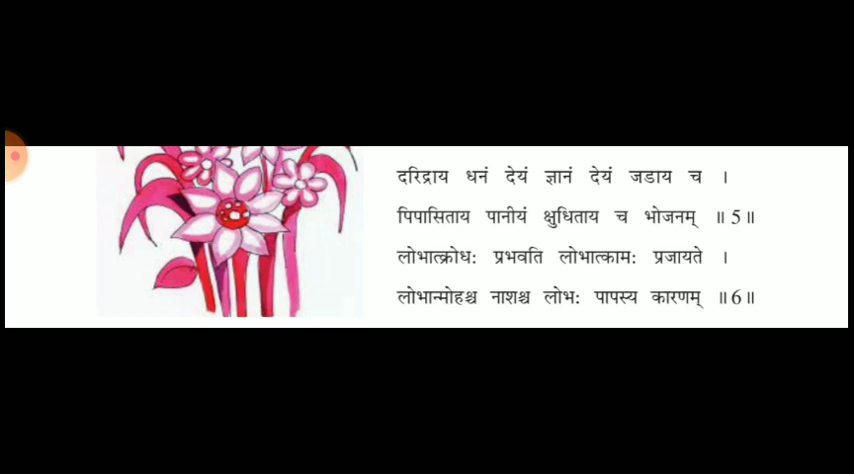 दरिद्राय धनं देयं ज्ञानं देयं जडाय च ।
पिपासिताय पानीयं क्षुधिताय च भोजनम् ॥5॥
लोभात्क्रोधः प्रभवति लोभात्कामः प्रजायते ।
लोभान्मोहश्च नाशश्च लोभः पापस्य कारणम् ॥6॥